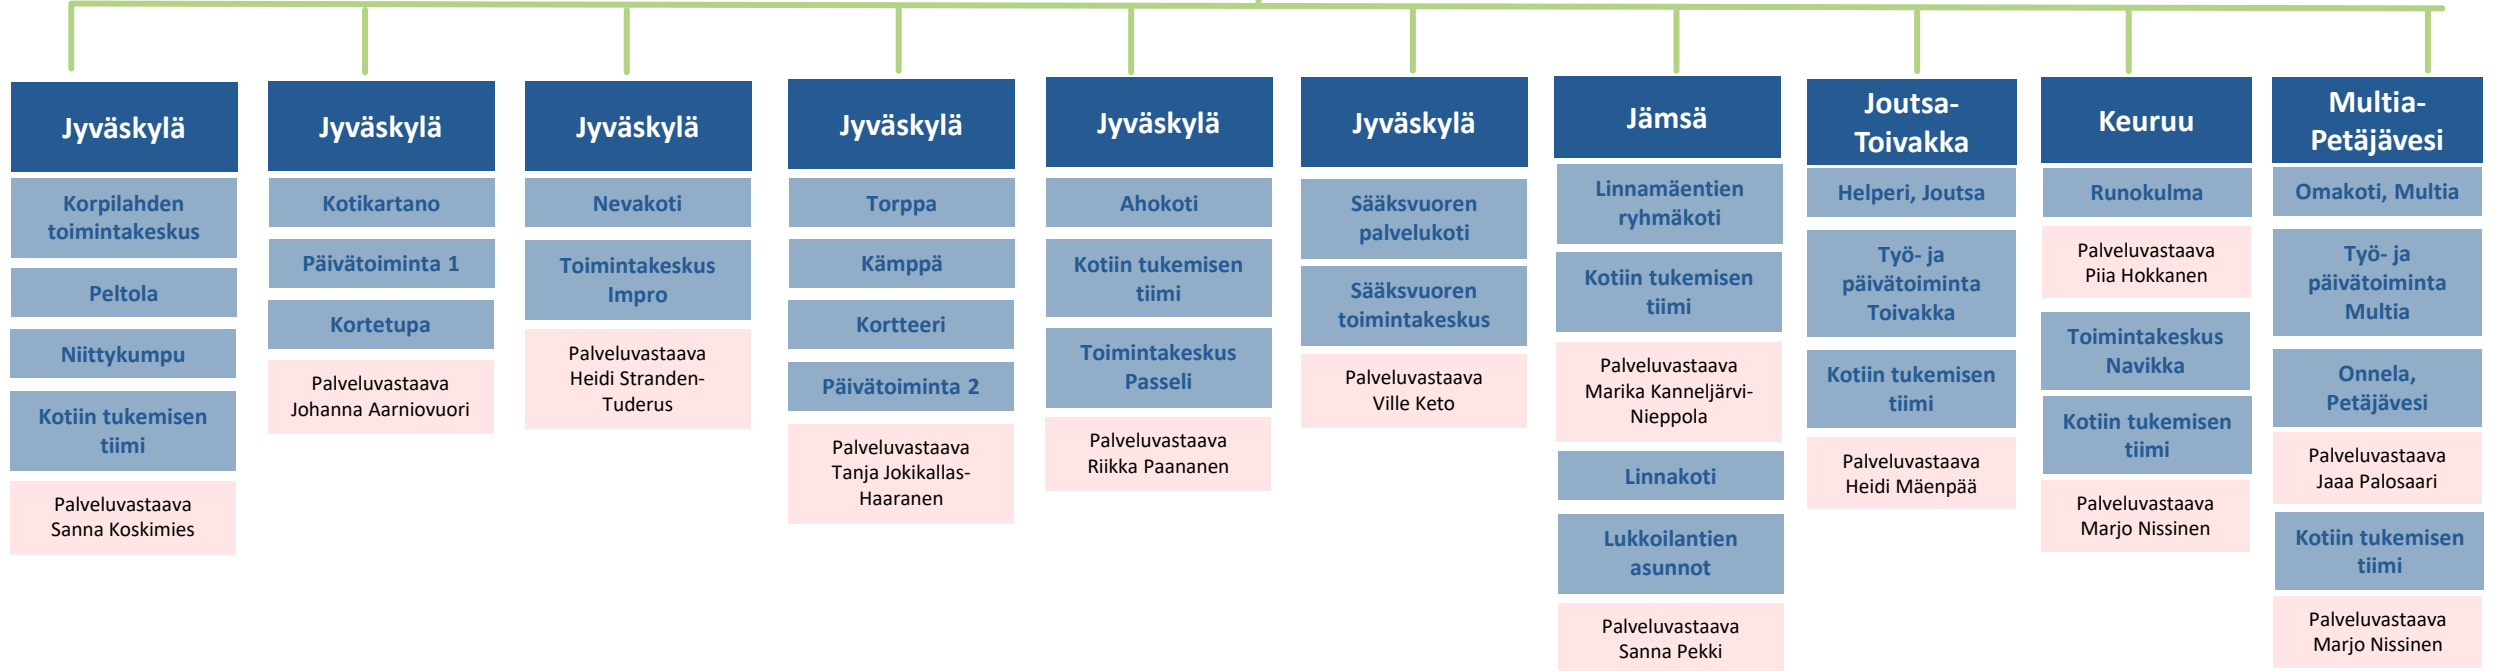 Jyväskylä
Korpilahden
toimintakeskus
Peltola
Niittykumpu
Kotiin tukemisen
tiimi
Palveluvastaava
Sanna Koskimies
Jyväskylä
Kotikartano
Päivätoiminta 1
Kortetupa
Palveluvastaava
Johanna Aarniovuori
Jyväskylä
Nevakoti
Toimintakeskus
Impro
Palveluvastaava
Heidi Stranden-
Tuderus
Jyväskylä
Torppa
Kämppä
Kortteeri
Päivätoiminta 2
Palveluvastaava
Tanja Jokikallas-
Haaranen
Jyväskylä
Ahokoti
Kotiin tukemisen
tiimi
Toimintakeskus
Passeli
Palveluvastaava
Riikka Paananen
Jyväskylä
Sääksvuoren
palvelukoti
Sääksvuoren
toimintakeskus
Palveluvastaava
Ville Keto
Jämsä
Linnamäentien
ryhmäkoti
Kotiin tukemisen
tiimi
Palveluvastaava
Marika Kanneljärvi-
Nieppola
Linnakoti
Lukkoilantien
asunnot
Palveluvastaava
Sanna Pekki
Joutsa-
Toivakka
Helperi, Joutsa
Työ- ja
päivätoiminta
Toivakka
Kotiin tukemisen
tiimi
Palveluvastaava
Heidi Mäenpää
Keuruu
Runokulma
Palveluvastaava
Piia Hokkanen
Toimintakeskus
Navikka
Kotiin tukemisen
tiimi
Palveluvastaava
Marjo Nissinen
Multia-
Petäjävesi
Omakoti, Multia
Työ- ja
päivätoiminta
Multia
Onnela,
Petäjävesi
Palveluvastaava
Jaaa Palosaari
Kotiin tukemisen
tiimi
Palveluvastaava
Marjo Nissinen